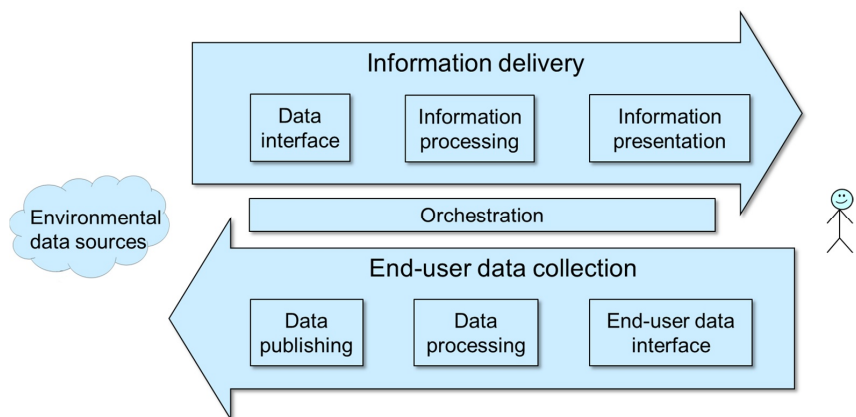 Information delivery
Data
interface
Information
processing
Information
presentation
Environmental
data sources
Orchestration
End-user data collection
Data
publishing
Data
processing
End-user data
interface